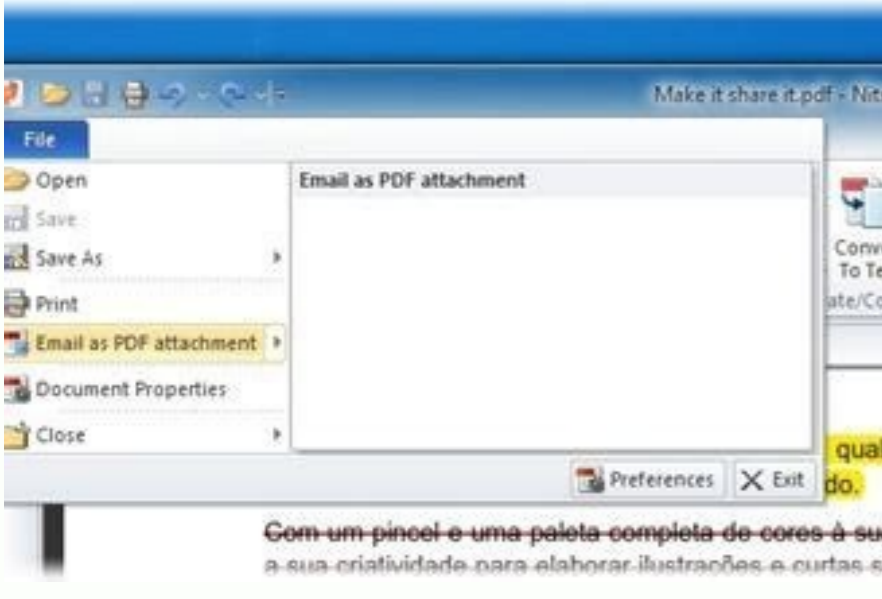 Make it share it.pdf - Nit
File
Open
Save
Save As
Print
Email as PDF attachment
Document Properties
Close
Email as PDF attachment
Conv
To Te
ate/Co
Preferences
Exit
qual
do.
Com um pincel e uma paleta completa de cores à su
a sua criatividade para elaborar ilustrações e curtas s